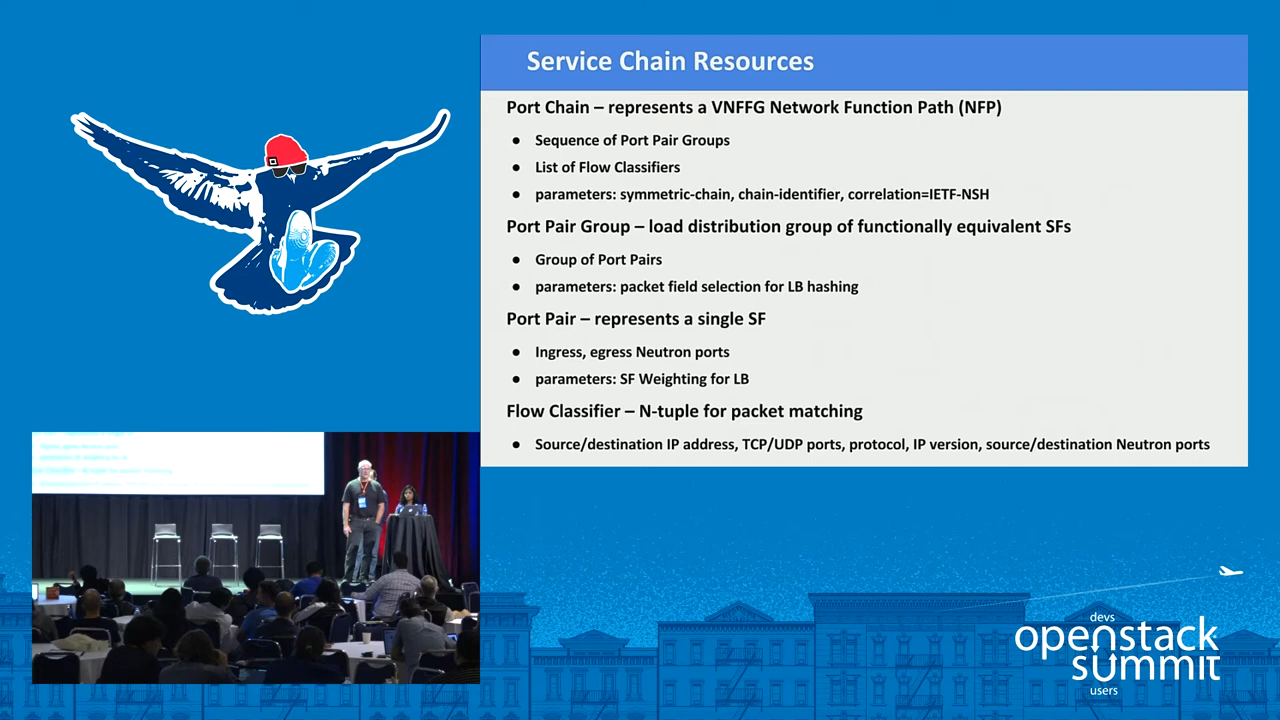 Service Chain Resources
Port Chain – represents a VNFFG Network Function Path (NFP)
● Sequence of Port Pair Groups
● List of Flow Classifiers
● parameters: symmetric-chain, chain-identifier, correlation=IETF-NSH
Port Pair Group – load distribution group of functionally equivalent SFs
● Group of Port Pairs
● parameters: packet field selection for LB hashing
Port Pair – represents a single SF
● Ingress, egress Neutron ports
● parameters: SF Weighting for LB
Flow Classifier – N-tuple for packet matching
● Source/destination IP address, TCP/UDP ports, protocol, IP version, source/destination Neutron ports
devs
openstack
summit
users